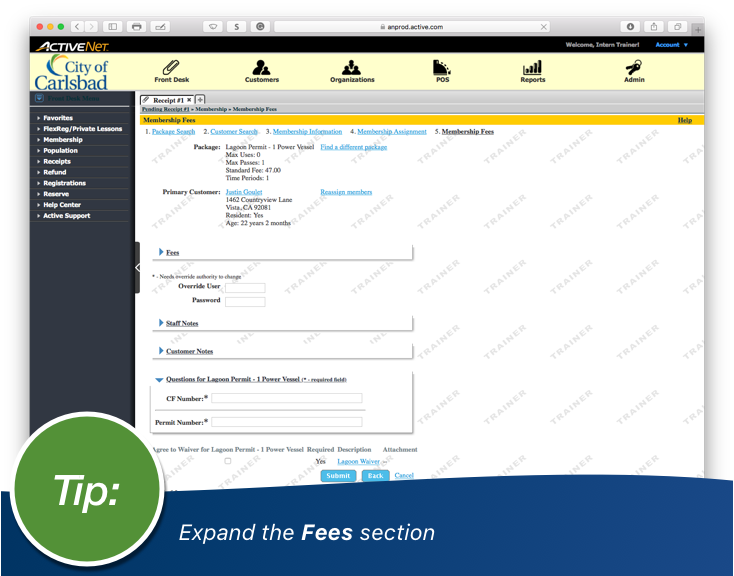 anprod.active.com
ACTIVENet
Welcome, Intern Trainer!
Account ▼
City of
Carlsbad
Front Desk
Customers
Organizations
POS
Reports
Admin
Front Desk Menu
Favorites
FlexReg/Private Lessons
Membership
Population
Receipts
Refund
Registrations
Reserve
Help Center
Active Support
Receipt #1 × +
Pending Receipt #1 » Membership » Membership Fees
Membership Fees
Help
1. Package Search 2. Customer Search 3. Membership Information 4. Membership Assignment 5. Membership Fees
Package: Lagoon Permit - 1 Power Vessel Find a different package
Max Uses: 0
Max Passes: 1
Standard Fee: 47.00
Time Periods: 1
Primary Customer: Justin Goulet Reassign members
1462 Countryview Lane
Vista, CA 92081
Resident: Yes
Age: 22 years 2 months
Fees
* - Needs override authority to change
Override User
Password
Staff Notes
Customer Notes
Questions for Lagoon Permit - 1 Power Vessel (* - required field)
CF Number:*
Permit Number:*
Agree to Waiver for Lagoon Permit - 1 Power Vessel Required Description Attachment
Yes Lagoon Waiver --
Submit Back Cancel
TRAINER
Tip:
Expand the Fees section